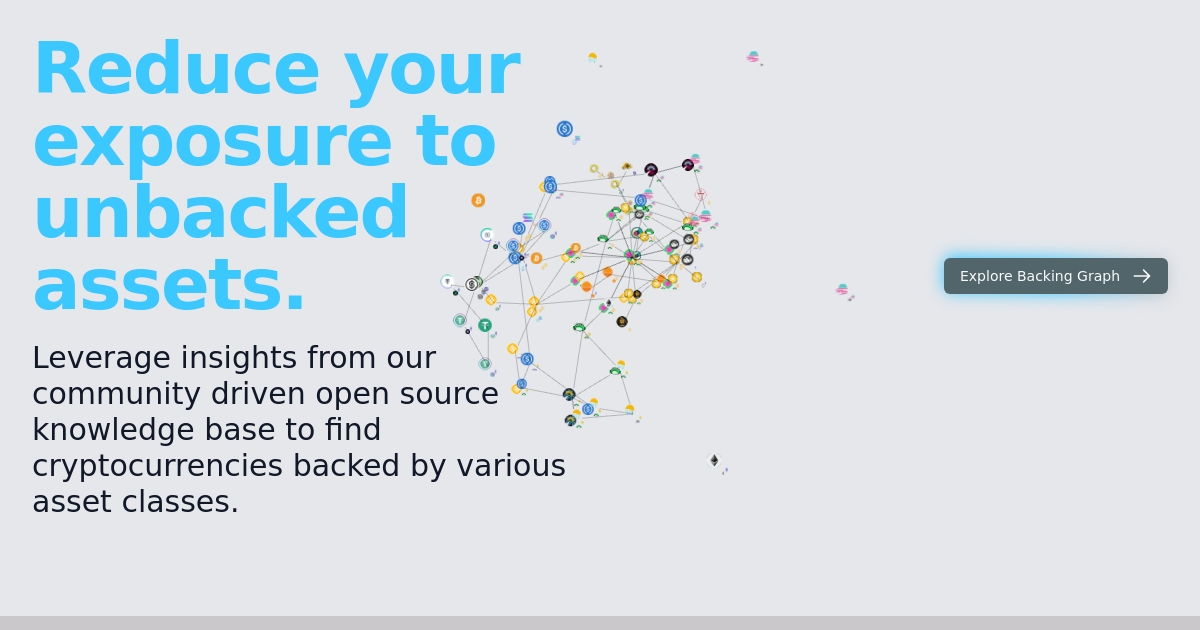 Reduce your
exposure to
unbacked
assets.
Leverage insights from our
community driven open source
knowledge base to find
cryptocurrencies backed by various
asset classes.
Explore Backing Graph